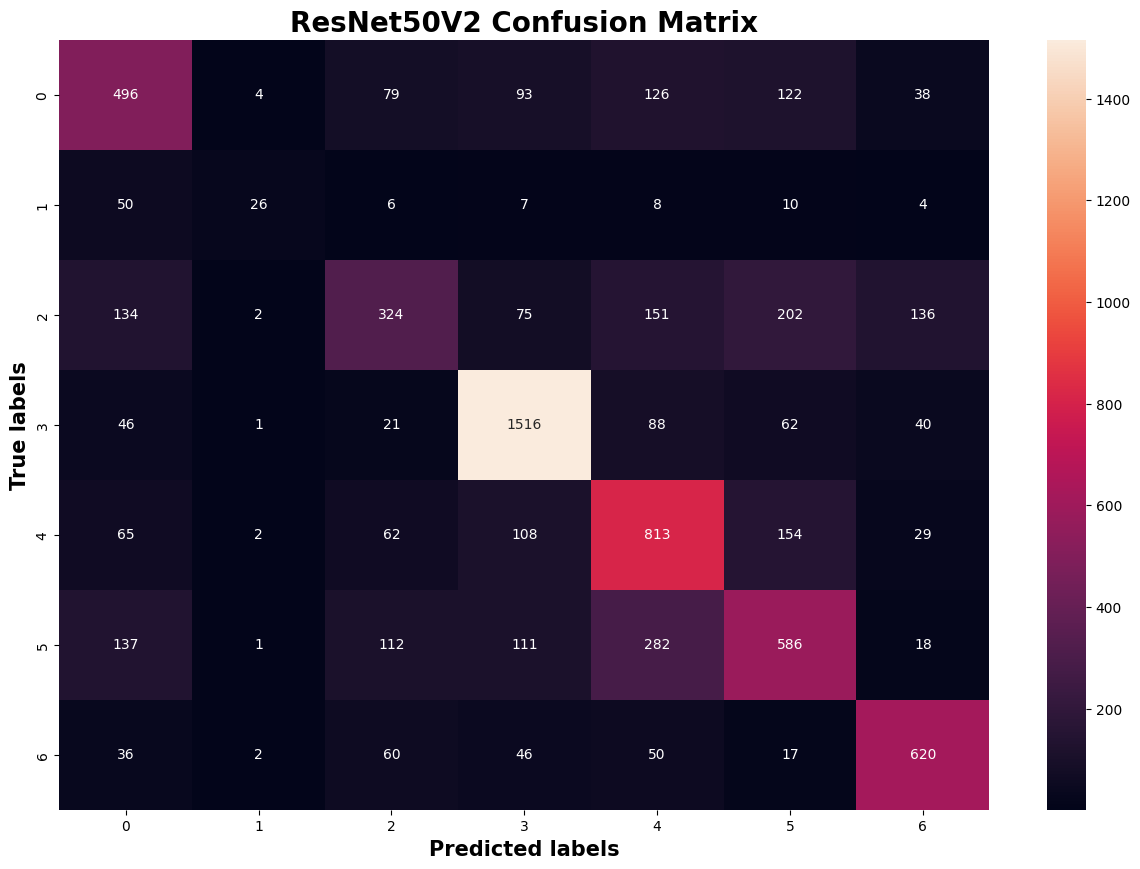 ResNet50V2 Confusion Matrix
0 496 4 79 93 126 122 38
1 50 26 6 7 8 10 4
2 134 2 324 75 151 202 136
3 46 1 21 1516 88 62 40
4 65 2 62 108 813 154 29
5 137 1 112 111 282 586 18
6 36 2 60 46 50 17 620
0 1 2 3 4 5 6
Predicted labels
True labels
1400
1200
1000
800
600
400
200